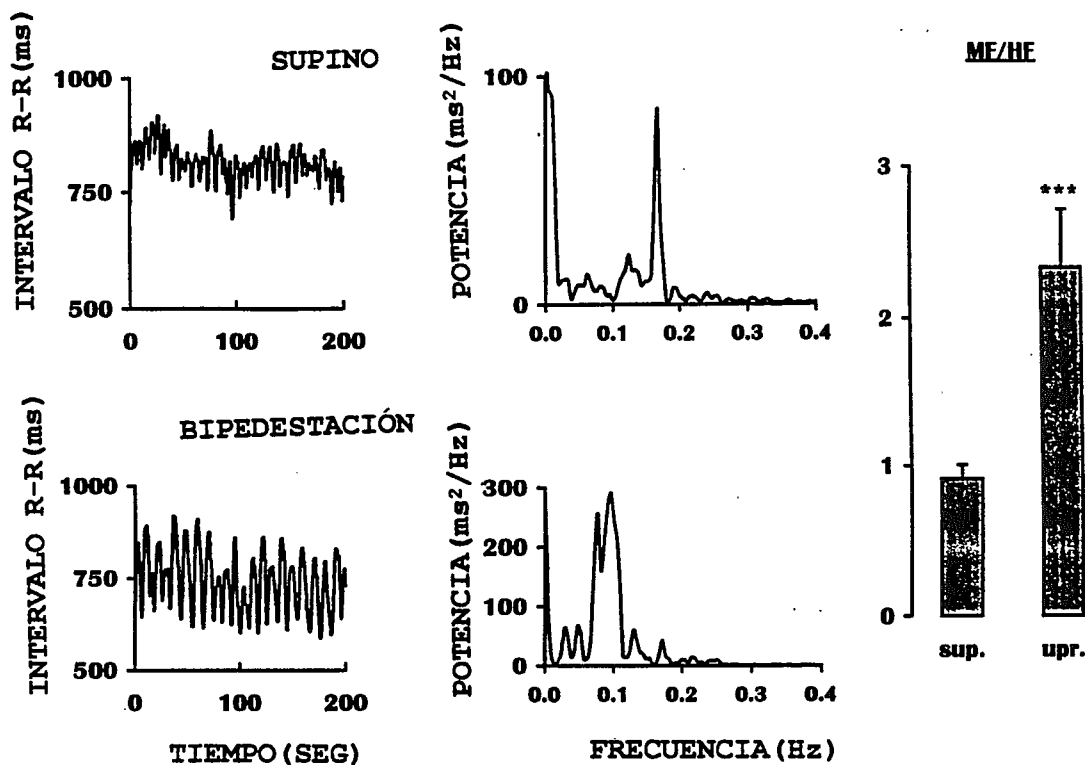 SUPINO
INTERVALO R-R(ms)
1000
750
500
0 100 200
POTENCIA(ms²/Hz)
100
0
0.0 0.1 0.2 0.3 0.4
BIPEDESTACIÓN
INTERVALO R-R(ms)
1000
750
500
0 100 200
TIEMPO(SEG)
POTENCIA(ms²/Hz)
300
200
100
0
0.0 0.1 0.2 0.3 0.4
FRECUENCIA(Hz)
MF/HF
3
2
1
0
***
sup. upr.